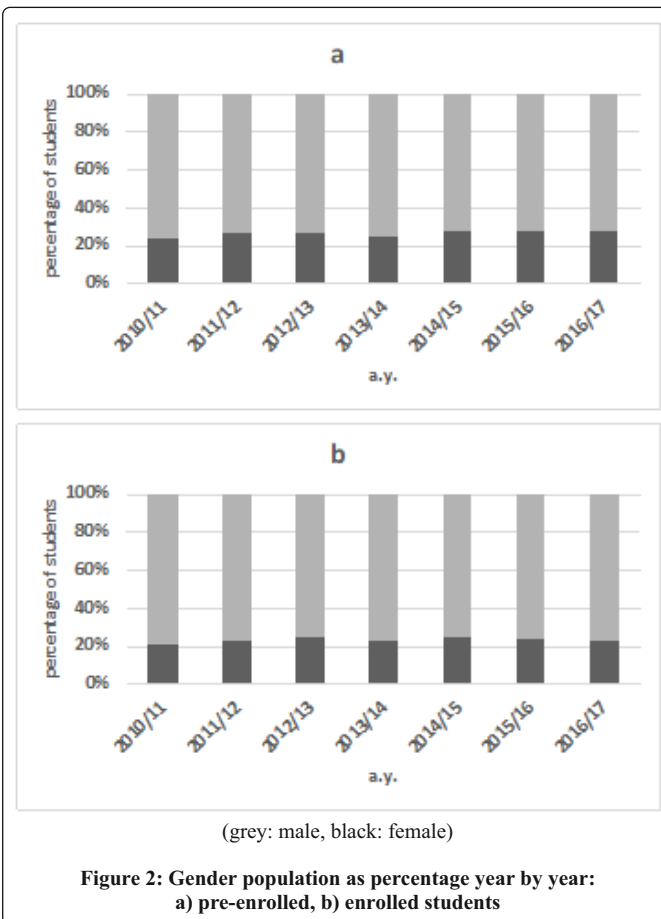 a
percentage of students
100%
80%
60%
40%
20%
0%
2010/11
2011/12
2012/13
2013/14
2014/15
2015/16
2016/17
a.y.
b
percentage of students
100%
80%
60%
40%
20%
0%
2010/11
2011/12
2012/13
2013/14
2014/15
2015/16
2016/17
a.y.
(grey: male, black: female)
Figure 2: Gender population as percentage year by year:
a) pre-enrolled, b) enrolled students